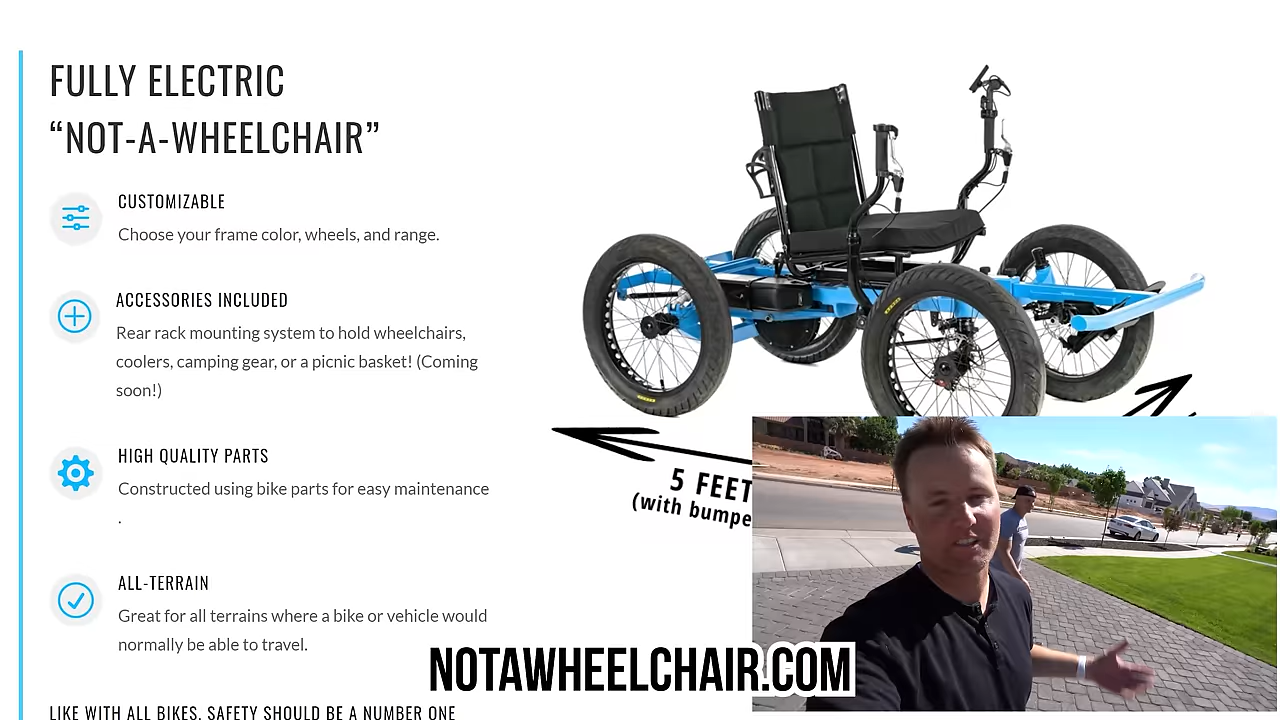 FULLY ELECTRIC
“NOT-A-WHEELCHAIR”
CUSTOMIZABLE
Choose your frame color, wheels, and range.
ACCESSORIES INCLUDED
Rear rack mounting system to hold wheelchairs,
coolers, camping gear, or a picnic basket! (Coming
soon!)
HIGH QUALITY PARTS
Constructed using bike parts for easy maintenance
.
ALL-TERRAIN
Great for all terrains where a bike or vehicle would
normally be able to travel.
LIKE WITH ALL BIKES, SAFETY SHOULD BE A NUMBER ONE
5 FEET
(with bumpe
NOTAWHEELCHAIR.COM